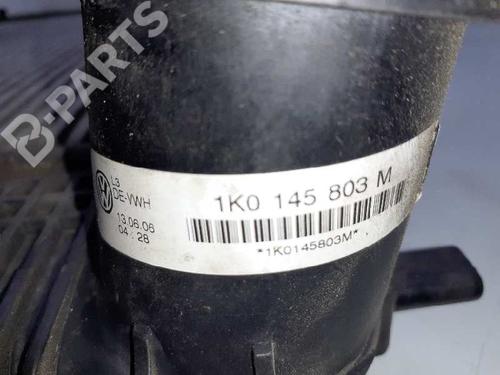 B-PARTS
L3
DE-VWH
13.06.06
04:28
1K0 145 803 M
*1K0145803M*